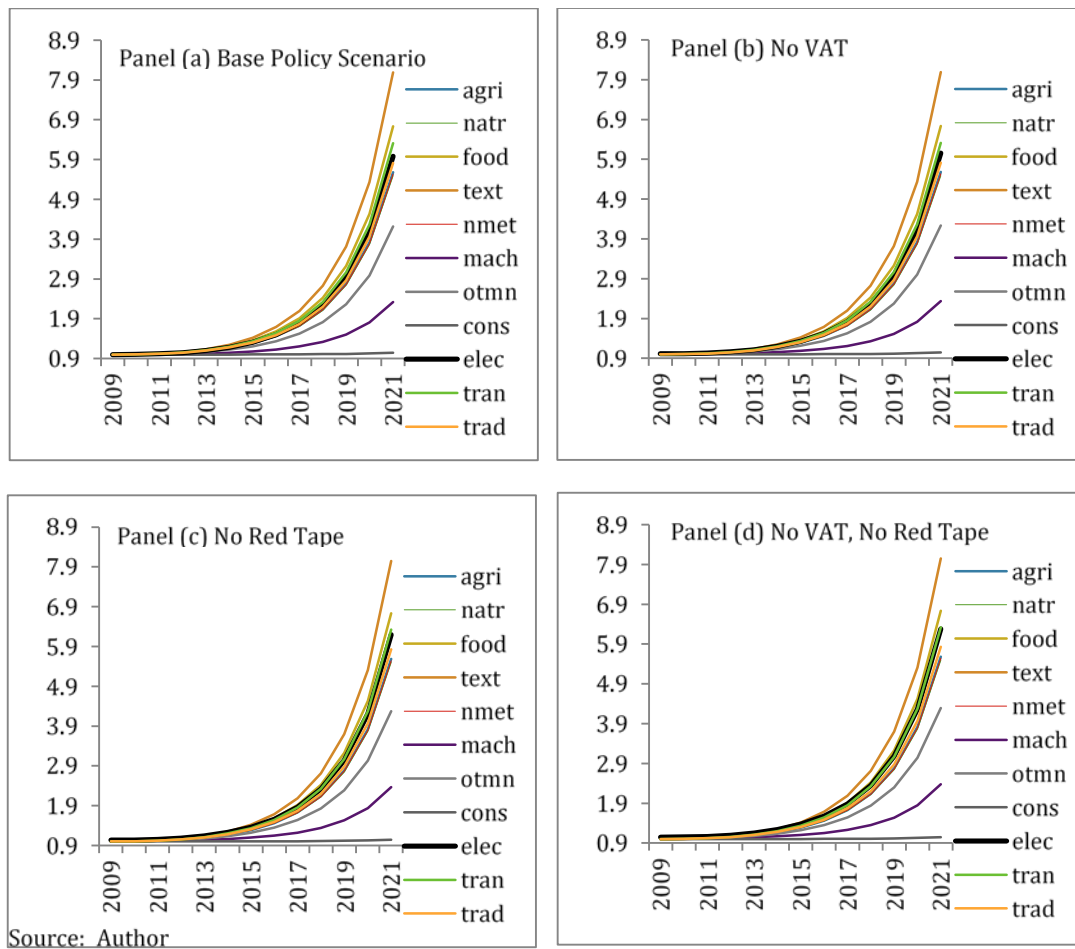 Panel (a) Base Policy Scenario
8.9
7.9
6.9
5.9
4.9
3.9
2.9
1.9
0.9
2009
2011
2013
2015
2017
2019
2021
agri
natr
food
text
nmet
mach
otmn
cons
elec
tran
trad
Panel (b) No VAT
8.9
7.9
6.9
5.9
4.9
3.9
2.9
1.9
0.9
2009
2011
2013
2015
2017
2019
2021
agri
natr
food
text
nmet
mach
otmn
cons
elec
tran
trad
Panel (c) No Red Tape
8.9
7.9
6.9
5.9
4.9
3.9
2.9
1.9
0.9
2009
2011
2013
2015
2017
2019
2021
agri
natr
food
text
nmet
mach
otmn
cons
elec
tran
trad
Panel (d) No VAT, No Red Tape
8.9
7.9
6.9
5.9
4.9
3.9
2.9
1.9
0.9
2009
2011
2013
2015
2017
2019
2021
agri
natr
food
text
nmet
mach
otmn
cons
elec
tran
trad
Source: Author